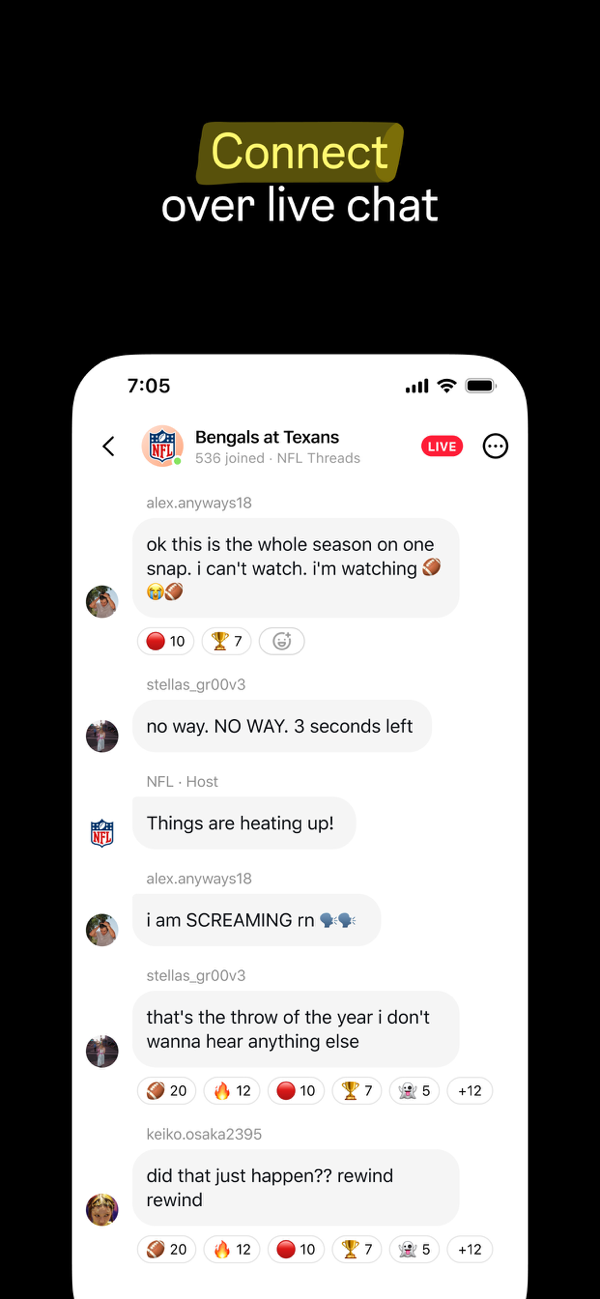 Connect
over live chat
7:05
NFL
Bengals at Texans
536 joined · NFL Threads
LIVE
alex.anyways18
ok this is the whole season on one
snap. i can't watch. i'm watching 🏈
😭🏈
🔴 10 🏆 7
stellas_gr00v3
no way. NO WAY. 3 seconds left
NFL · Host
NFL
Things are heating up!
alex.anyways18
i am SCREAMING rn 🗣️🗣️
stellas_gr00v3
that's the throw of the year i don't
wanna hear anything else
🏈 20 🔥 12 🔴 10 🏆 7 👻 5 +12
keiko.osaka2395
did that just happen?? rewind
rewind
🏈 20 🔥 12 🔴 10 🏆 7 👻 5 +12